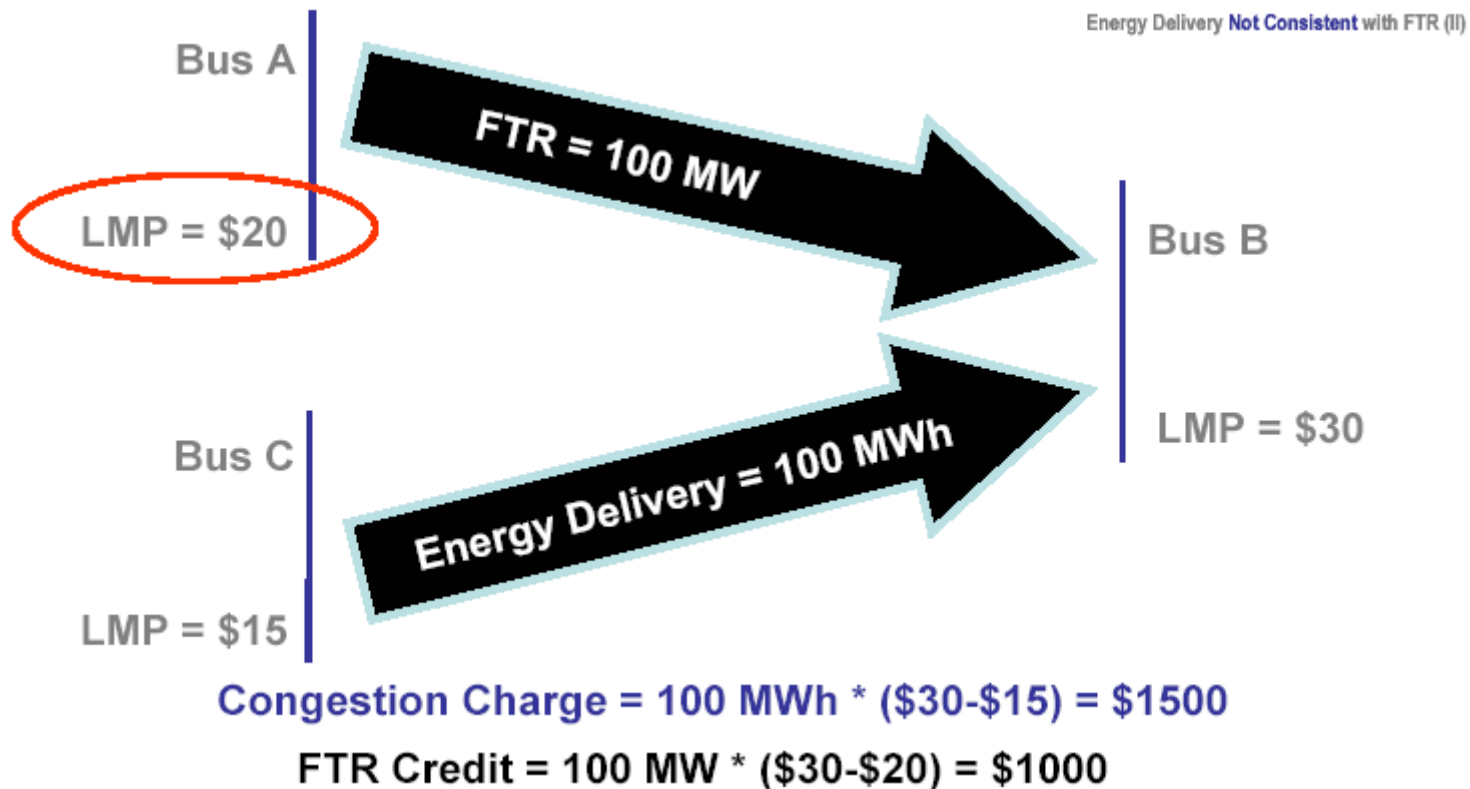 Energy Delivery Not Consistent with FTR (II)
Bus A
FTR = 100 MW
LMP = $20
Bus B
Bus C
Energy Delivery = 100 MWh
LMP = $30
LMP = $15
Congestion Charge = 100 MWh * ($30-$15) = $1500
FTR Credit = 100 MW * ($30-$20) = $1000